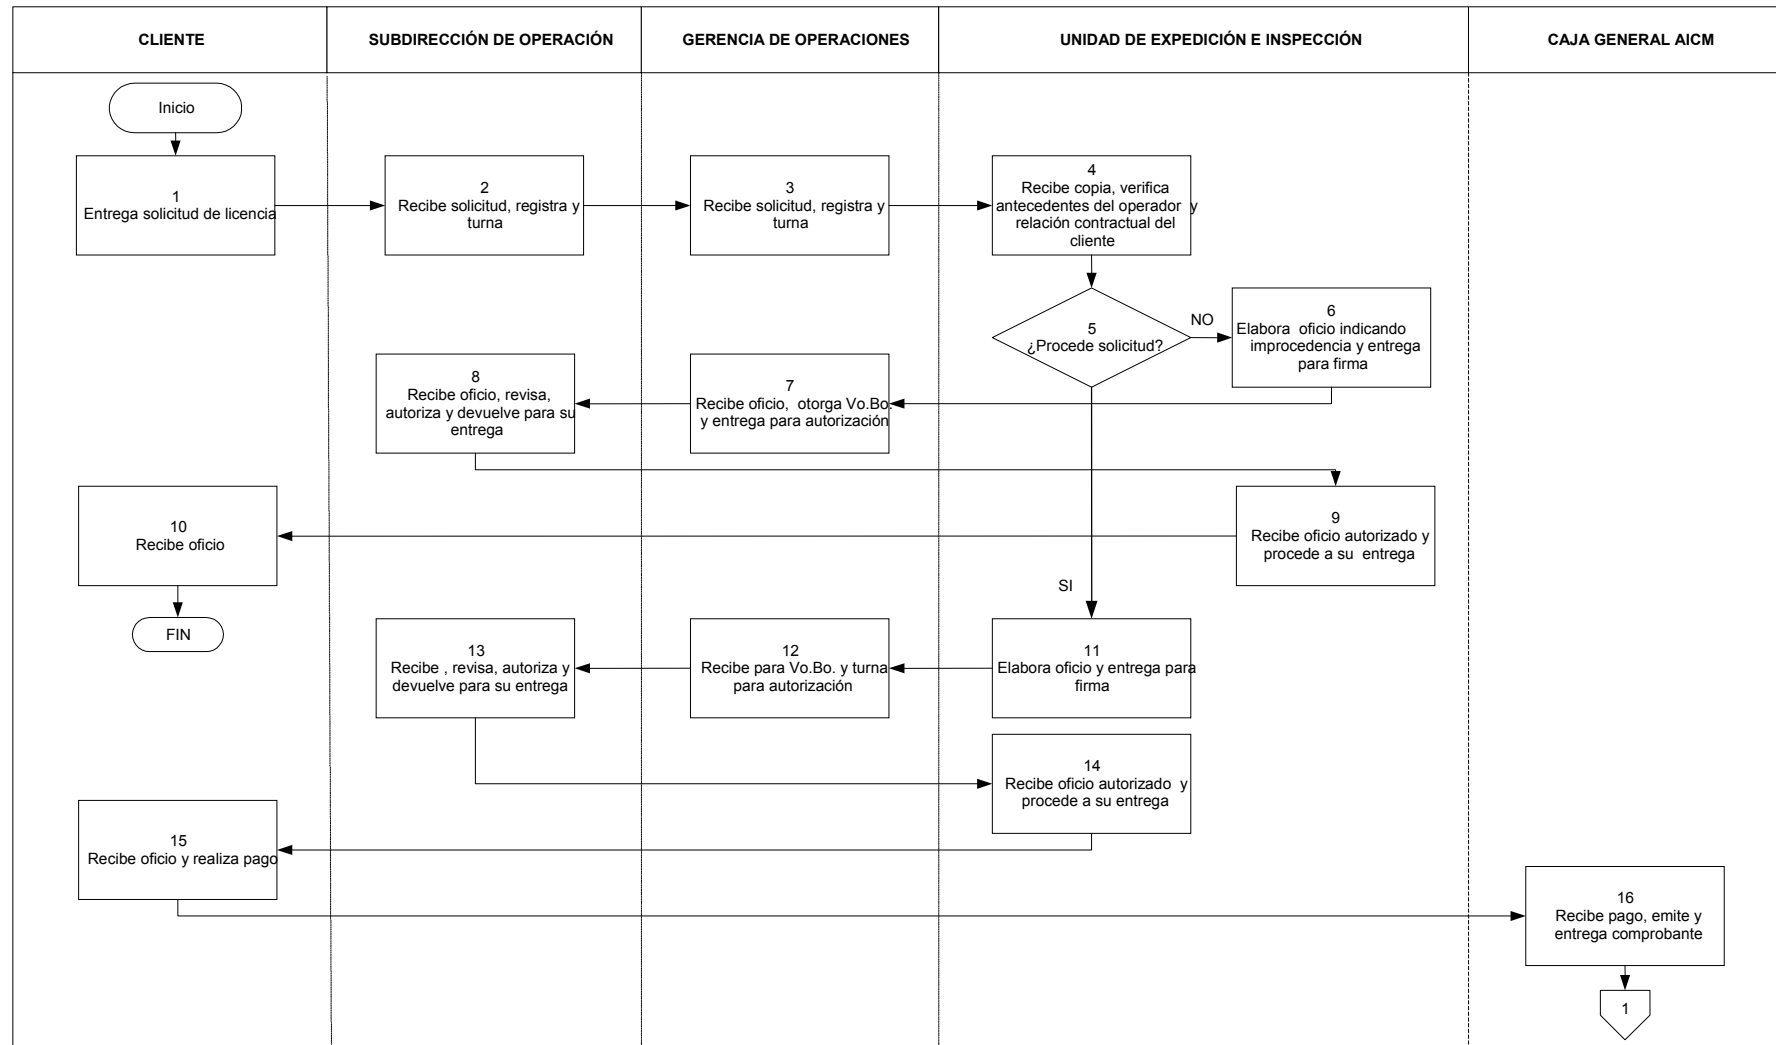 CLIENTE
SUBDIRECCIÓN DE OPERACIÓN
GERENCIA DE OPERACIONES
UNIDAD DE EXPEDICIÓN E INSPECCIÓN
CAJA GENERAL AICM
Inicio
1
Entrega solicitud de licencia
2
Recibe solicitud, registra y
turna
3
Recibe solicitud, registra y
turna
4
Recibe copia, verifica
antecedentes del operador y
relación contractual del
cliente
5
¿Procede solicitud?
NO
6
Elabora oficio indicando
improcedencia y entrega
para firma
7
Recibe oficio, otorga Vo.Bo.
y entrega para autorización
8
Recibe oficio, revisa,
autoriza y devuelve para su
entrega
9
Recibe oficio autorizado y
procede a su entrega
10
Recibe oficio
FIN
SI
11
Elabora oficio y entrega para
firma
12
Recibe para Vo.Bo. y turna
para autorización
13
Recibe , revisa, autoriza y
devuelve para su entrega
14
Recibe oficio autorizado y
procede a su entrega
15
Recibe oficio y realiza pago
16
Recibe pago, emite y
entrega comprobante
1